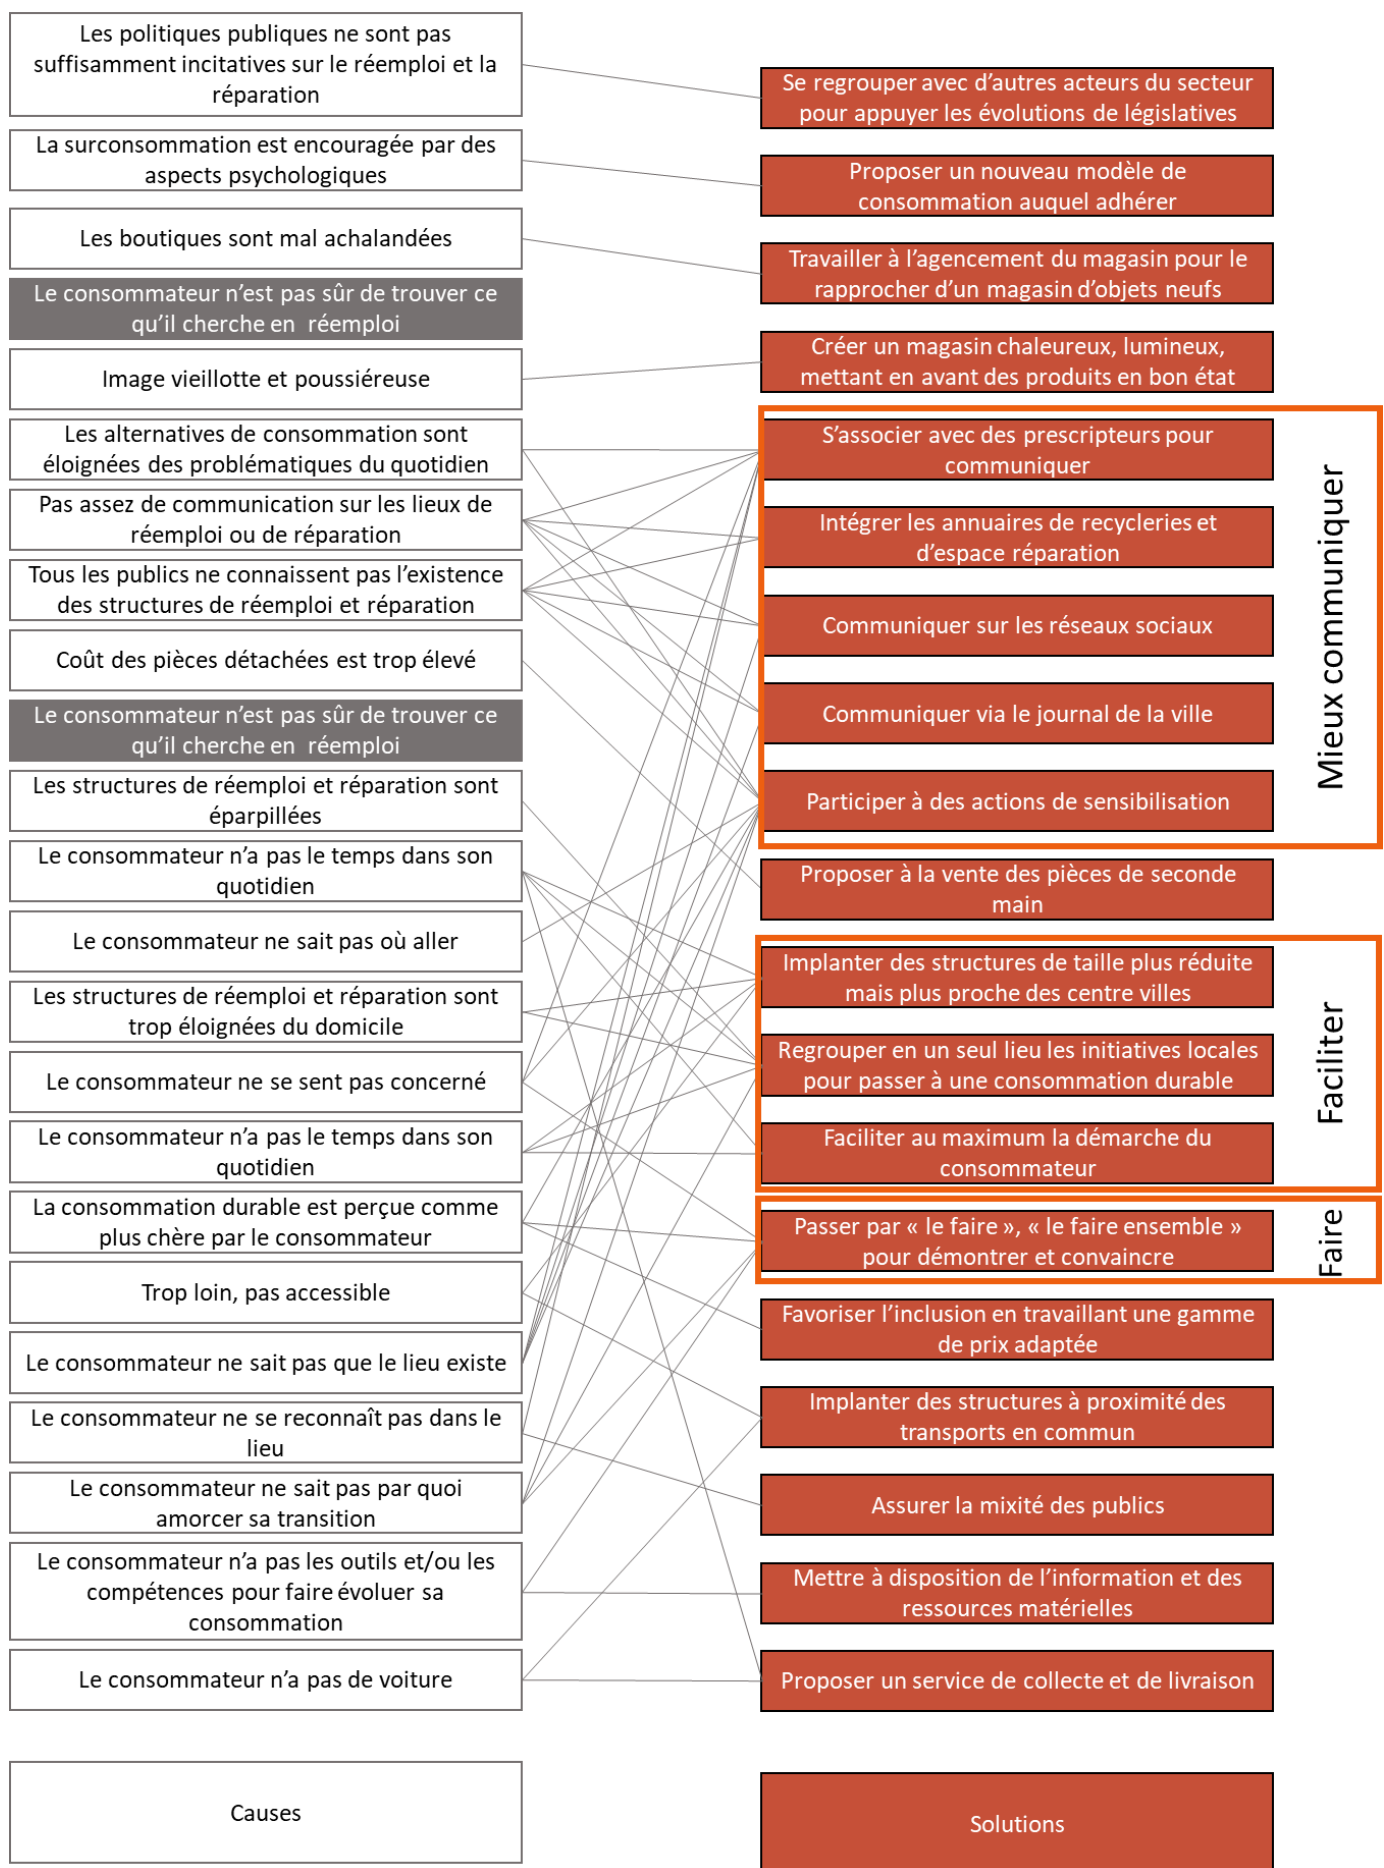 Les politiques publiques ne sont pas
suffisamment incitatives sur le réemploi et la
réparation
La surconsommation est encouragée par des
aspects psychologiques
Les boutiques sont mal achalandées
Le consommateur n'est pas sûr de trouver ce
qu'il cherche en réemploi
Image vieillotte et poussiéreuse
Les alternatives de consommation sont
éloignées des problématiques du quotidien
Pas assez de communication sur les lieux de
réemploi ou de réparation
Tous les publics ne connaissent pas l'existence
des structures de réemploi et réparation
Coût des pièces détachées est trop élevé
Le consommateur n'est pas sûr de trouver ce
qu'il cherche en réemploi
Les structures de réemploi et réparation sont
éparpillées
Le consommateur n'a pas le temps dans son
quotidien
Le consommateur ne sait pas où aller
Les structures de réemploi et réparation sont
trop éloignées du domicile
Le consommateur ne se sent pas concerné
Le consommateur n'a pas le temps dans son
quotidien
La consommation durable est perçue comme
plus chère par le consommateur
Trop loin, pas accessible
Le consommateur ne sait pas que le lieu existe
Le consommateur ne se reconnaît pas dans le
lieu
Le consommateur ne sait pas par quoi
amorcer sa transition
Le consommateur n'a pas les outils et/ou les
compétences pour faire évoluer sa
consommation
Le consommateur n'a pas de voiture
Causes
Se regrouper avec d'autres acteurs du secteur
pour appuyer les évolutions de législatives
Proposer un nouveau modèle de
consommation auquel adhérer
Travailler à l'agencement du magasin pour le
rapprocher d'un magasin d'objets neufs
Créer un magasin chaleureux, lumineux,
mettant en avant des produits en bon état
S'associer avec des prescripteurs pour
communiquer
Intégrer les annuaires de recycleries et
d'espace réparation
Communiquer sur les réseaux sociaux
Communiquer via le journal de la ville
Participer à des actions de sensibilisation
Mieux communiquer
Proposer à la vente des pièces de seconde
main
Implanter des structures de taille plus réduite
mais plus proche des centre villes
Regrouper en un seul lieu les initiatives locales
pour passer à une consommation durable
Faciliter au maximum la démarche du
consommateur
Faciliter
Passer par « le faire », « le faire ensemble »
pour démontrer et convaincre
Faire
Favoriser l'inclusion en travaillant une gamme
de prix adaptée
Implanter des structures à proximité des
transports en commun
Assurer la mixité des publics
Mettre à disposition de l'information et des
ressources matérielles
Proposer un service de collecte et de livraison
Solutions